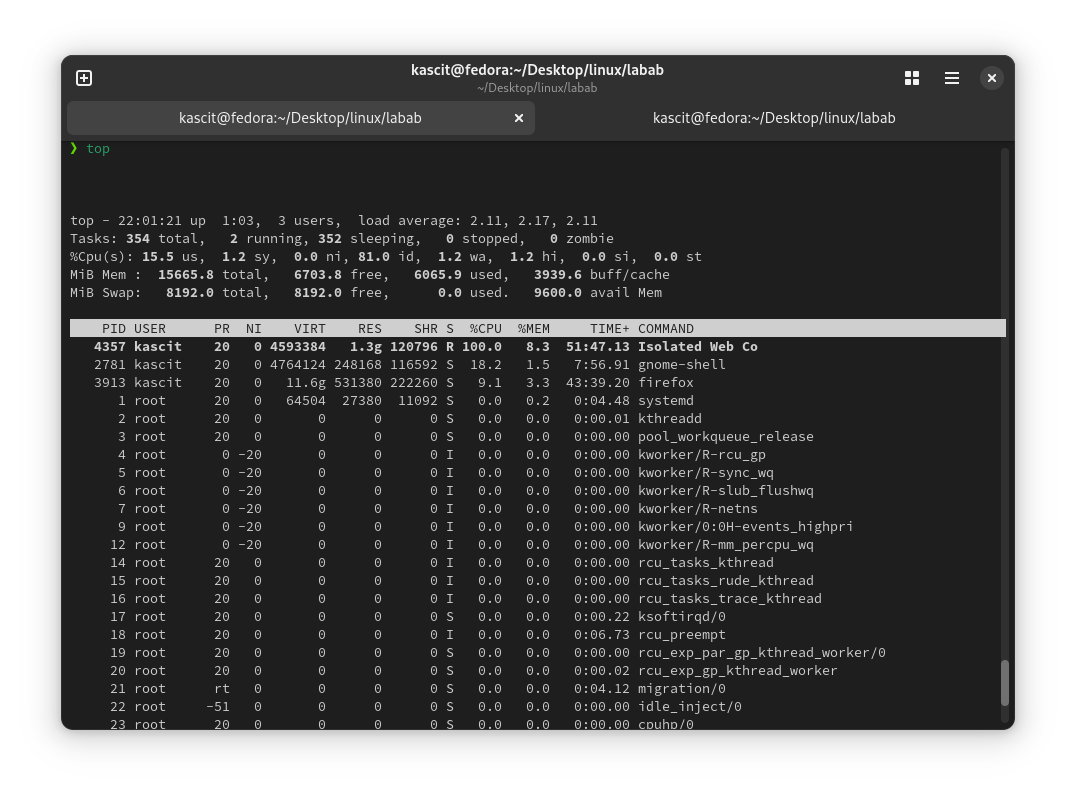 kascit@fedora:~/Desktop/linux/labab
~/Desktop/linux/labab
kascit@fedora:~/Desktop/linux/labab × kascit@fedora:~/Desktop/linux/labab
❯ top
top - 22:01:21 up  1:03,  3 users,  load average: 2.11, 2.17, 2.11
Tasks: 354 total,   2 running, 352 sleeping,   0 stopped,   0 zombie
%Cpu(s): 15.5 us,  1.2 sy,  0.0 ni, 81.0 id,  1.2 wa,  1.2 hi,  0.0 si,  0.0 st
MiB Mem :  15665.8 total,   6703.8 free,   6065.9 used,   3939.6 buff/cache
MiB Swap:   8192.0 total,   8192.0 free,      0.0 used.   9600.0 avail Mem
PID USER      PR  NI    VIRT    RES    SHR S  %CPU  %MEM     TIME+ COMMAND
4357 kascit    20   0 4593384   1.3g 120796 R 100.0   8.3  51:47.13 Isolated Web Co
2781 kascit    20   0 4764124 248168 116592 S  18.2   1.5   7:56.91 gnome-shell
3913 kascit    20   0   11.6g 531380 222260 S   9.1   3.3  43:39.20 firefox
1 root      20   0   64504  27380  11092 S   0.0   0.2   0:04.48 systemd
2 root      20   0       0      0      0 S   0.0   0.0   0:00.01 kthreadd
3 root      20   0       0      0      0 S   0.0   0.0   0:00.00 pool_workqueue_release
4 root       0 -20       0      0      0 I   0.0   0.0   0:00.00 kworker/R-rcu_gp
5 root       0 -20       0      0      0 I   0.0   0.0   0:00.00 kworker/R-sync_wq
6 root       0 -20       0      0      0 I   0.0   0.0   0:00.00 kworker/R-slub_flushwq
7 root       0 -20       0      0      0 I   0.0   0.0   0:00.00 kworker/R-netns
9 root       0 -20       0      0      0 I   0.0   0.0   0:00.00 kworker/0:0H-events_highpri
12 root       0 -20       0      0      0 I   0.0   0.0   0:00.00 kworker/R-mm_percpu_wq
14 root      20   0       0      0      0 I   0.0   0.0   0:00.00 rcu_tasks_kthread
15 root      20   0       0      0      0 I   0.0   0.0   0:00.00 rcu_tasks_rude_kthread
16 root      20   0       0      0      0 I   0.0   0.0   0:00.00 rcu_tasks_trace_kthread
17 root      20   0       0      0      0 S   0.0   0.0   0:00.22 ksoftirqd/0
18 root      20   0       0      0      0 I   0.0   0.0   0:06.73 rcu_preempt
19 root      20   0       0      0      0 S   0.0   0.0   0:00.00 rcu_exp_par_gp_kthread_worker/0
20 root      20   0       0      0      0 S   0.0   0.0   0:00.02 rcu_exp_gp_kthread_worker
21 root      rt   0       0      0      0 S   0.0   0.0   0:04.12 migration/0
22 root     -51   0       0      0      0 S   0.0   0.0   0:00.00 idle_inject/0
23 root      20   0       0      0      0 S   0.0   0.0   0:00.00 cpuhp/0